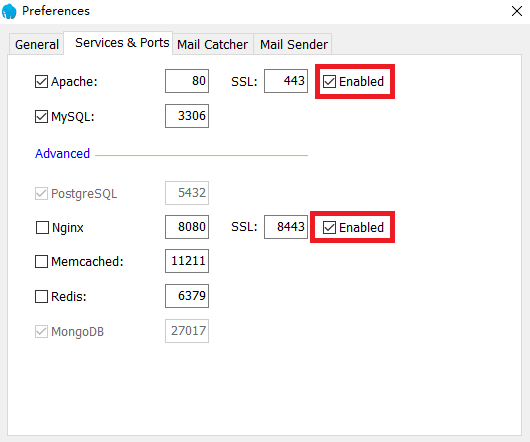 Preferences
General Services & Ports Mail Catcher Mail Sender
Apache: 80 SSL: 443 Enabled
MySQL: 3306
Advanced
PostgreSQL 5432
Nginx 8080 SSL: 8443 Enabled
Memcached: 11211
Redis: 6379
MongoDB 27017